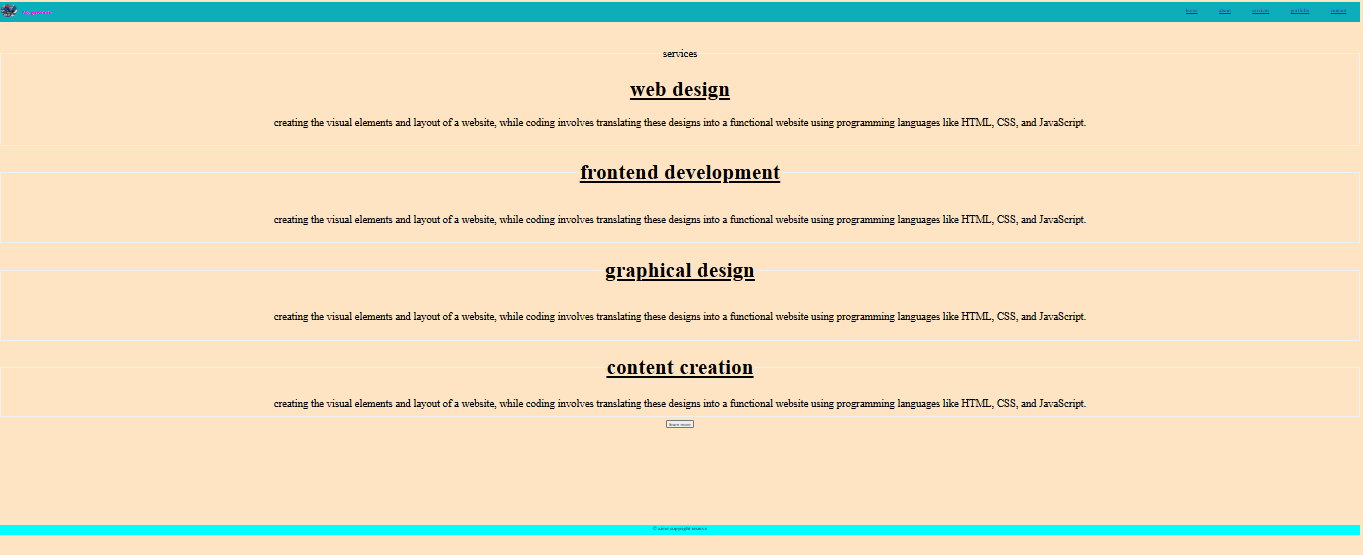 home about services portfolio contact
services
web design
creating the visual elements and layout of a website, while coding involves translating these designs into a functional website using programming languages like HTML, CSS, and JavaScript.
frontend development
creating the visual elements and layout of a website, while coding involves translating these designs into a functional website using programming languages like HTML, CSS, and JavaScript.
graphical design
creating the visual elements and layout of a website, while coding involves translating these designs into a functional website using programming languages like HTML, CSS, and JavaScript.
content creation
creating the visual elements and layout of a website, while coding involves translating these designs into a functional website using programming languages like HTML, CSS, and JavaScript.
learn more